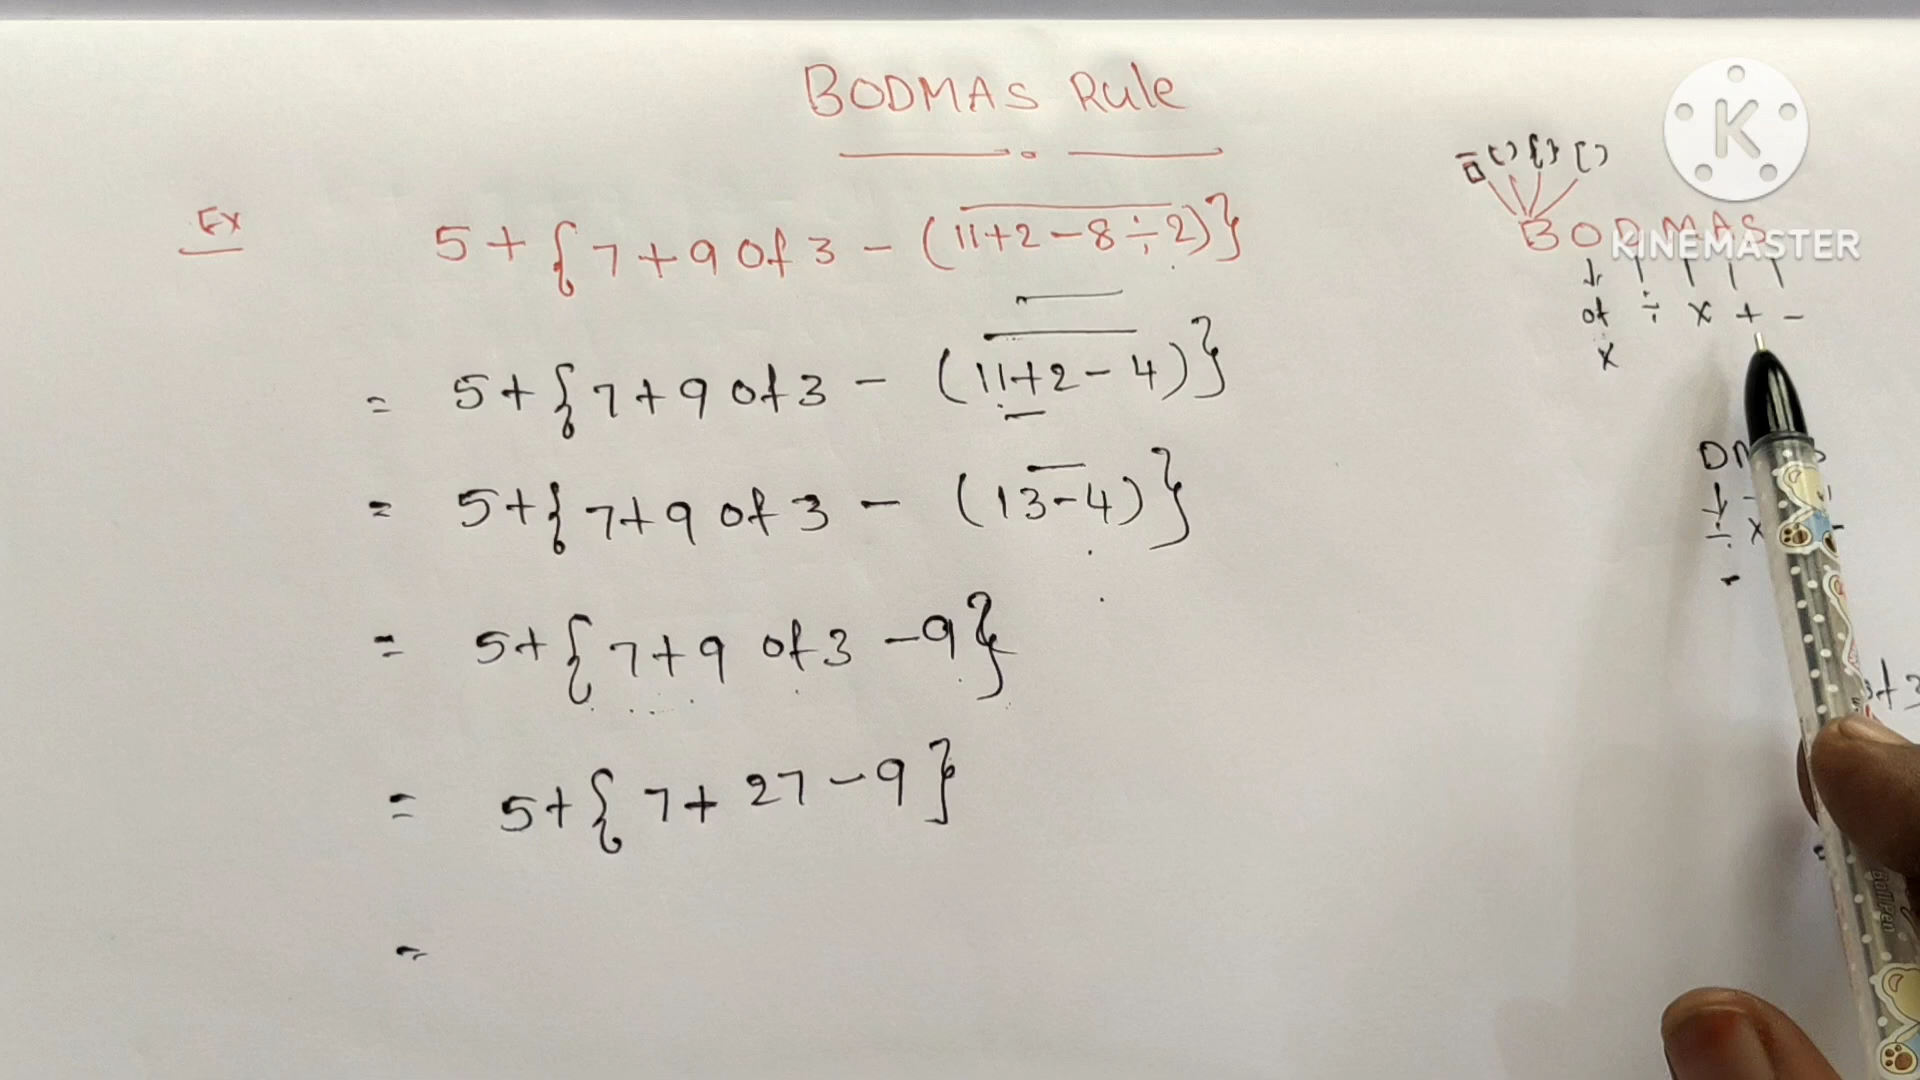 BODMAS Rule
Ex 5+{7+9 of 3-(11+2-8÷2)}
= 5+{7+9 of 3-(11+2-4)}
= 5+{7+9 of 3-(13-4)}
= 5+{7+9 of 3-9}
= 5+{7+27-9}
=
K
KINEMASTER
() {} []
BODMAS
of ÷ × + -
×
÷ ×